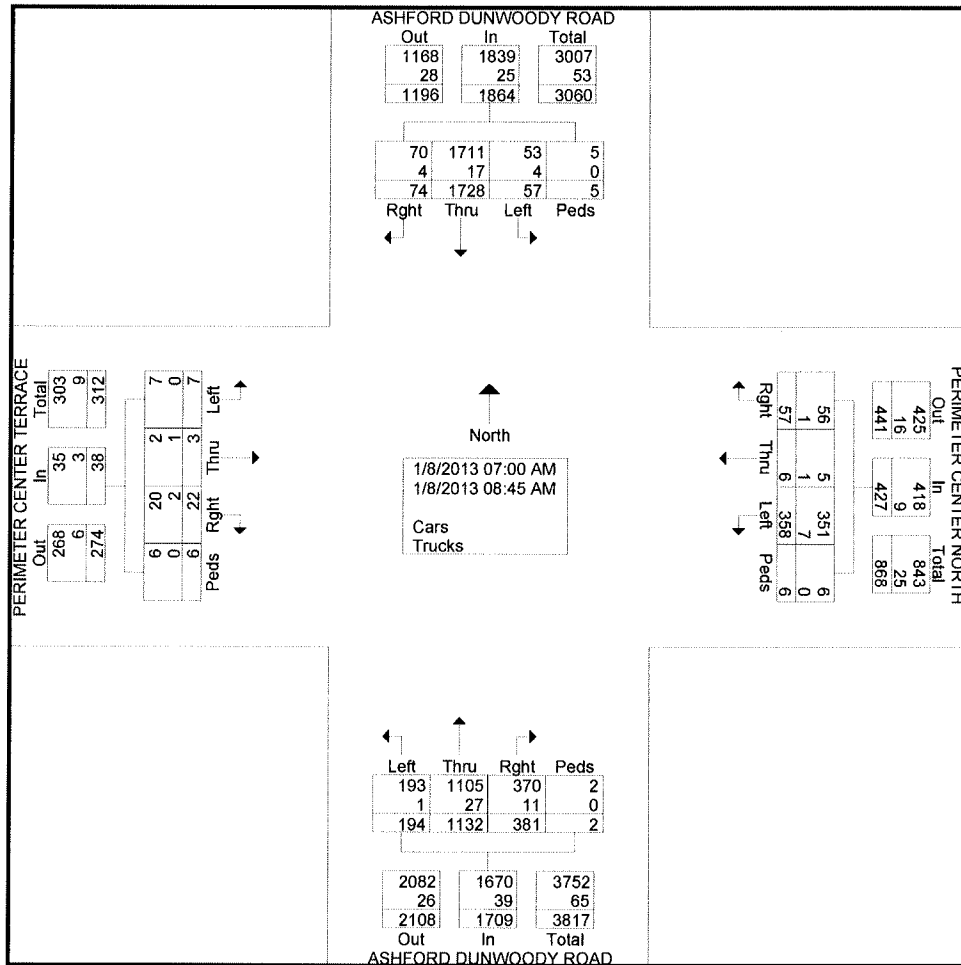 ASHFORD DUNWOODY ROAD
Out In Total
1168 1839 3007
28 25 53
1196 1864 3060
70 1711 53 5
4 17 4 0
74 1728 57 5
Rght Thru Left Peds
PERIMETER CENTER TERRACE
Total In Out
303 35 268
9 3 6
312 38 274
7 2 20 6
0 1 2 0
7 3 22 6
Left Thru Rght Peds
North
1/8/2013 07:00 AM
1/8/2013 08:45 AM
Cars
Trucks
Rght Thru Left Peds
57 6 358 6
1 1 7 0
56 5 351 6
441 427 868
16 9 25
425 418 843
Out In Total
PERIMETER CENTER NORTH
Left Thru Rght Peds
193 1105 370 2
1 27 11 0
194 1132 381 2
2082 1670 3752
26 39 65
2108 1709 3817
Out In Total
ASHFORD DUNWOODY ROAD